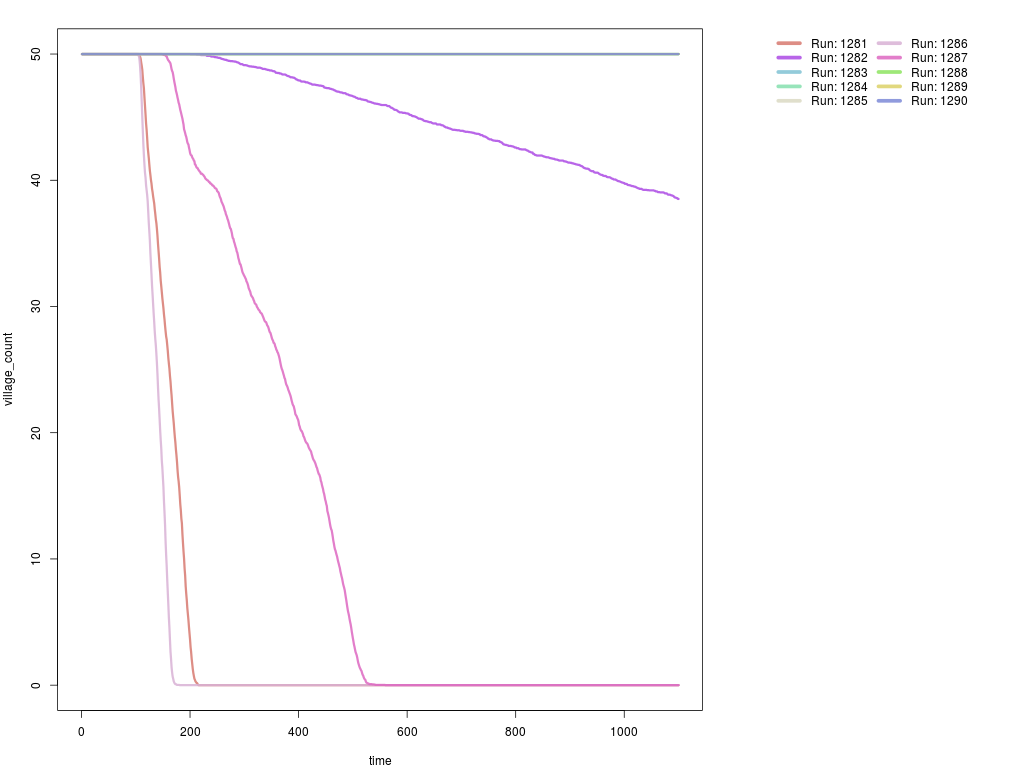 Run: 1281
Run: 1282
Run: 1283
Run: 1284
Run: 1285
Run: 1286
Run: 1287
Run: 1288
Run: 1289
Run: 1290
village_count
50
40
30
20
10
0
0
200
400
600
800
1000
time